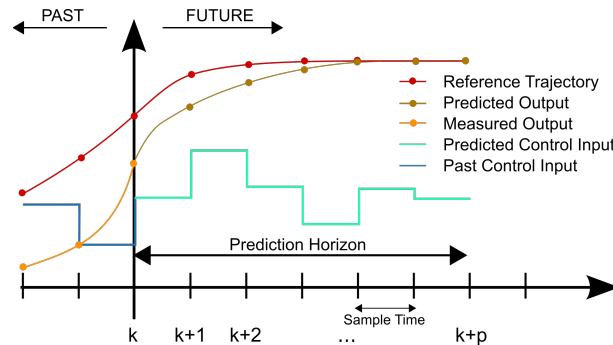 PAST FUTURE
Reference Trajectory
Predicted Output
Measured Output
Predicted Control Input
Past Control Input
Prediction Horizon
Sample Time
k k+1 k+2 ... k+p